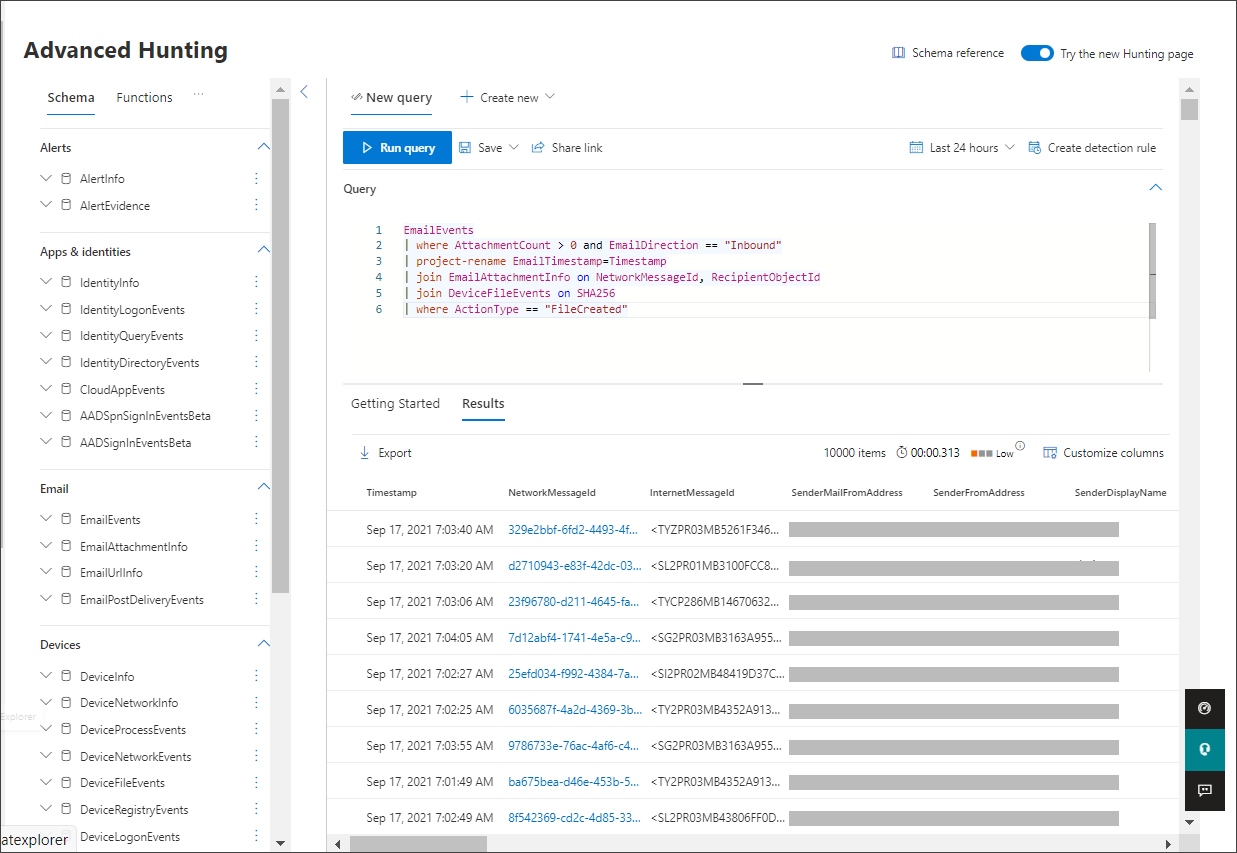 Advanced Hunting
Schema reference
Try the new Hunting page
Schema Functions ...
Alerts
AlertInfo
AlertEvidence
Apps & identities
IdentityInfo
IdentityLogonEvents
IdentityQueryEvents
IdentityDirectoryEvents
CloudAppEvents
AADSpnSignInEventsBeta
AADSignInEventsBeta
Email
EmailEvents
EmailAttachmentInfo
EmailUrlInfo
EmailPostDeliveryEvents
Devices
DeviceInfo
DeviceNetworkInfo
Explorer
DeviceProcessEvents
DeviceNetworkEvents
DeviceFileEvents
DeviceRegistryEvents
DeviceLogonEvents
atexplorer
New query Create new
Run query Save Share link Last 24 hours Create detection rule
Query
1 EmailEvents
2 | where AttachmentCount > 0 and EmailDirection == "Inbound"
3 | project-rename EmailTimestamp=Timestamp
4 | join EmailAttachmentInfo on NetworkMessageId, RecipientObjectId
5 | join DeviceFileEvents on SHA256
6 | where ActionType == "FileCreated"
Getting Started Results
Export 10000 items 00:00.313 Low Customize columns
Timestamp NetworkMessageId InternetMessageId SenderMailFromAddress SenderFromAddress SenderDisplayName
Sep 17, 2021 7:03:40 AM 329e2bbf-6fd2-4493-4f... <TYZPR03MB5261F346...
Sep 17, 2021 7:03:20 AM d2710943-e83f-42dc-03... <SL2PR01MB3100FCC8...
Sep 17, 2021 7:03:06 AM 23f96780-d211-4645-fa... <TYCP286MB14670632...
Sep 17, 2021 7:04:05 AM 7d12abf4-1741-4e5a-c9... <SG2PR03MB3163A955...
Sep 17, 2021 7:02:27 AM 25efd034-f992-4384-7a... <SI2PR02MB48419D37C...
Sep 17, 2021 7:02:25 AM 6035687f-4a2d-4369-3b... <TY2PR03MB4352A913...
Sep 17, 2021 7:03:55 AM 9786733e-76ac-4af6-c4... <SG2PR03MB3163A955...
Sep 17, 2021 7:01:49 AM ba675bea-d46e-453b-5... <TY2PR03MB4352A913...
Sep 17, 2021 7:02:49 AM 8f542369-cd2c-4d85-33... <SL2PR03MB43806FF0D...